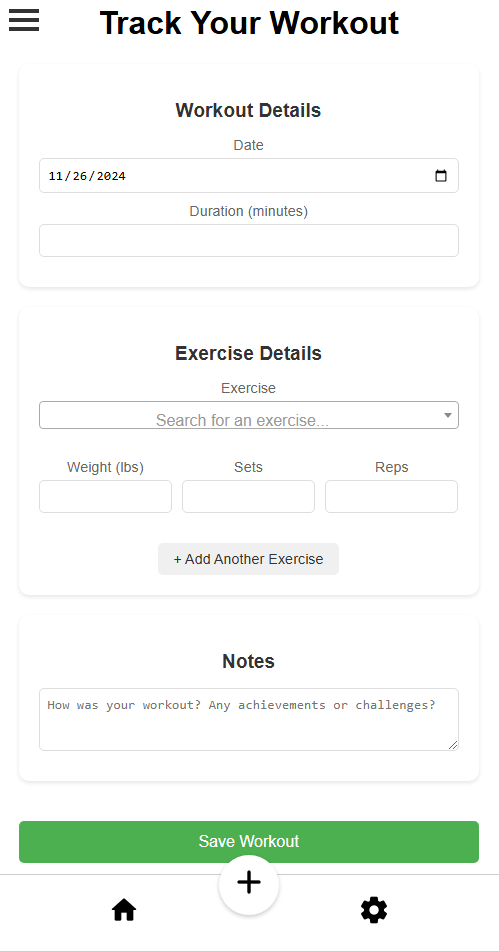 Track Your Workout
Workout Details
Date
11/26/2024
Duration (minutes)
Exercise Details
Exercise
Search for an exercise...
Weight (lbs) Sets Reps
+ Add Another Exercise
Notes
How was your workout? Any achievements or challenges?
Save Workout